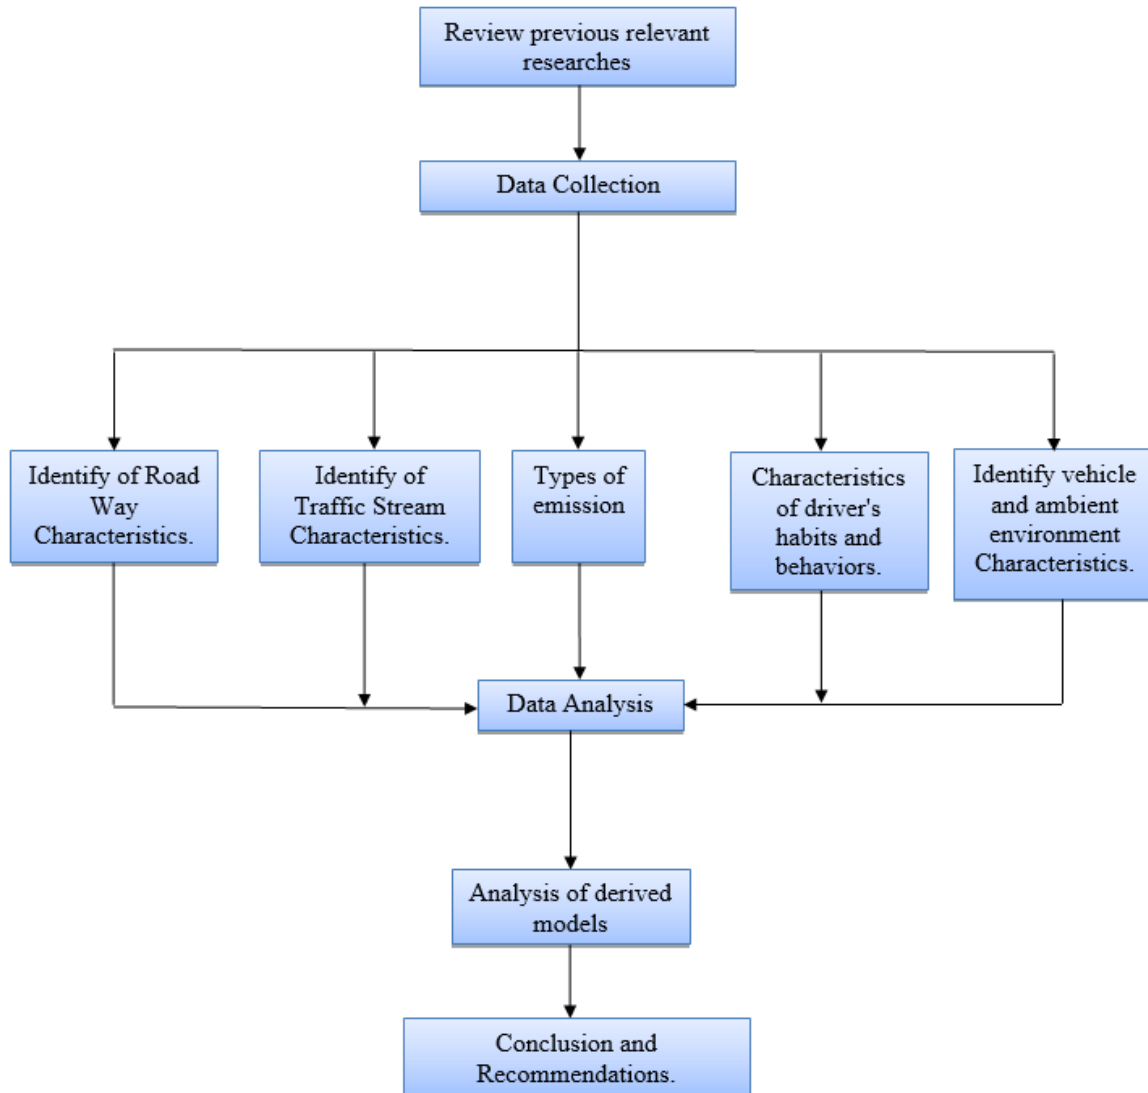 Review previous relevant
researches
Data Collection
Identify of Road
Way
Characteristics.
Identify of
Traffic Stream
Characteristics.
Types of
emission
Characteristics
of driver's
habits and
behaviors.
Identify vehicle
and ambient
environment
Characteristics.
Data Analysis
Analysis of derived
models
Conclusion and
Recommendations.